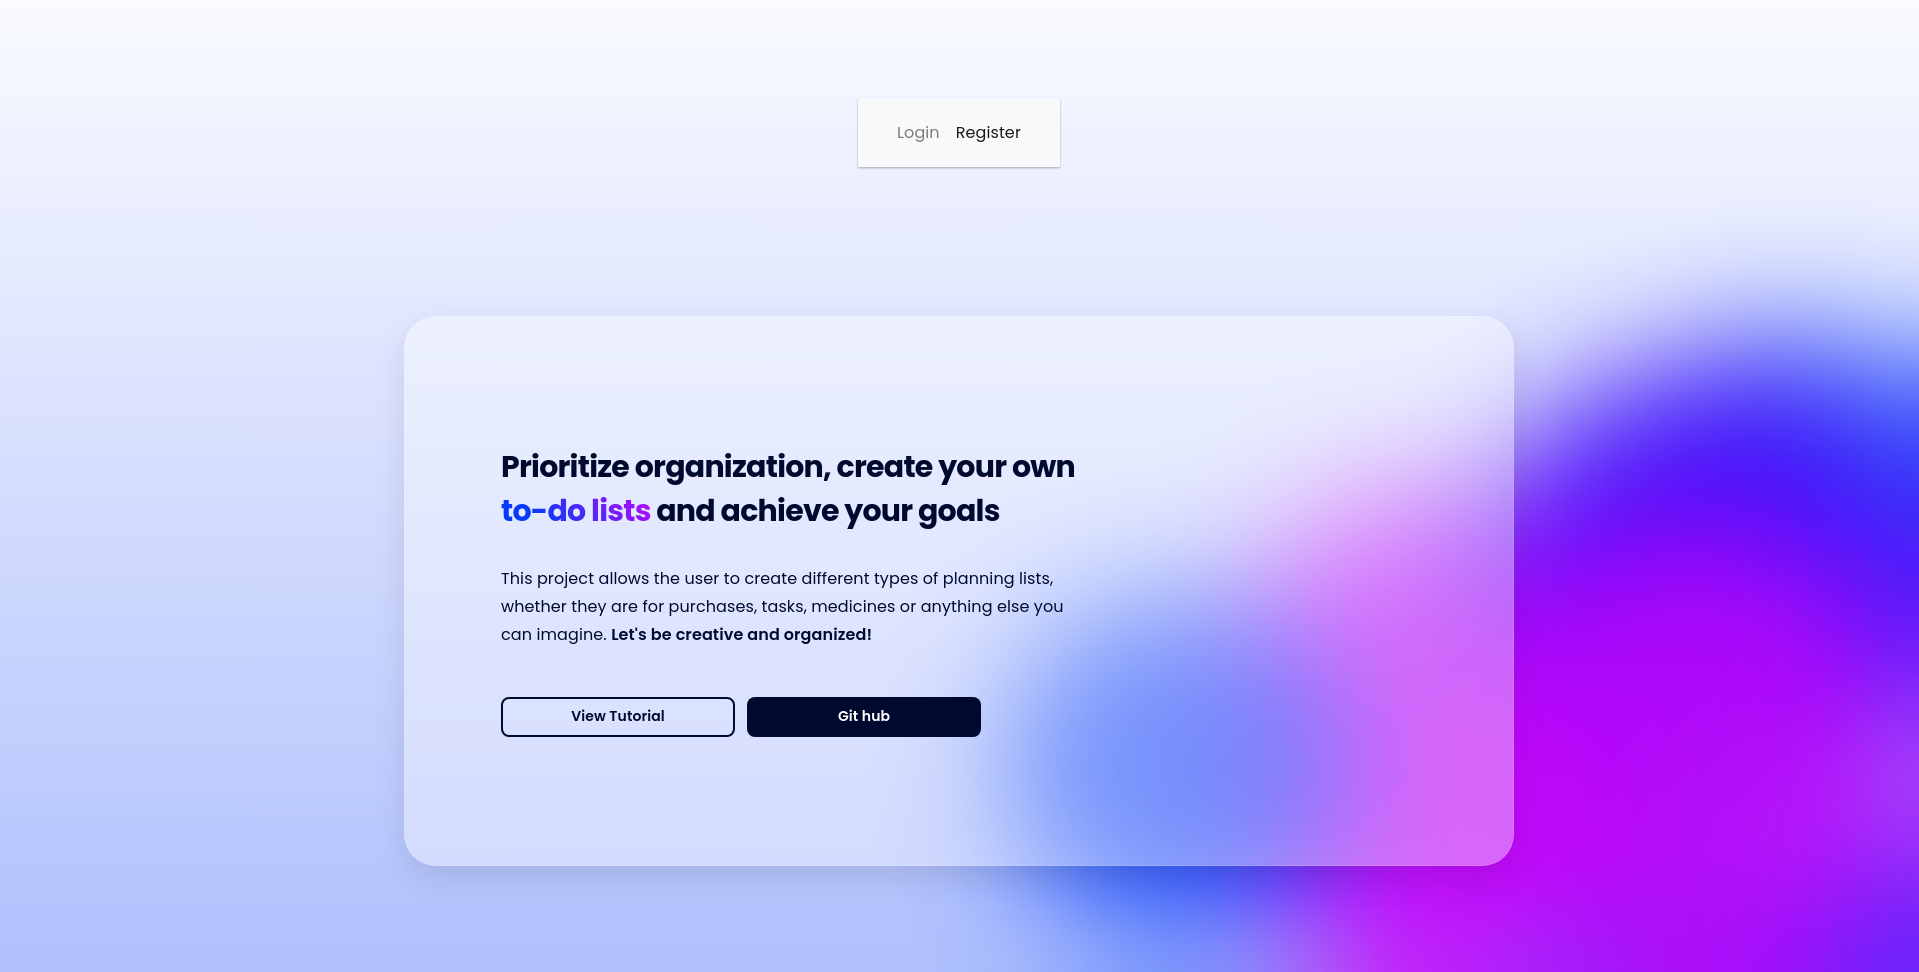 Login Register
Prioritize organization, create your own
to-do lists and achieve your goals
This project allows the user to create different types of planning lists,
whether they are for purchases, tasks, medicines or anything else you
can imagine. Let's be creative and organized!
View Tutorial Git hub